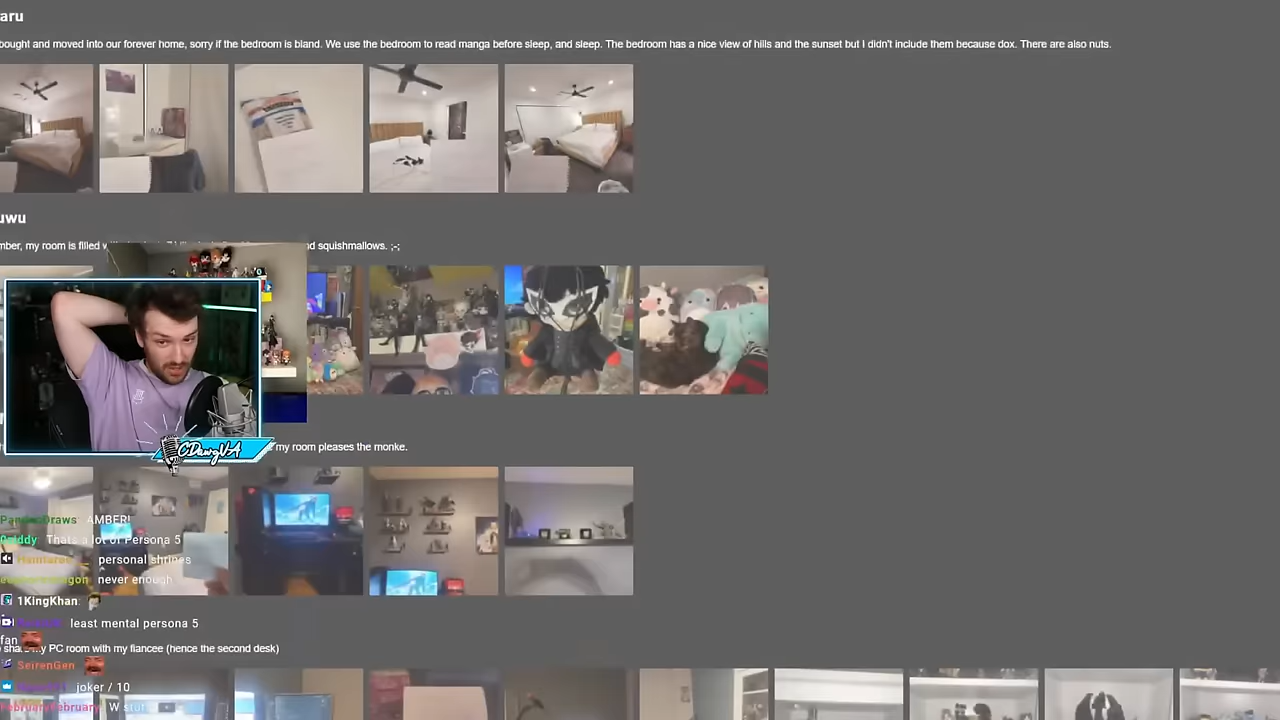 aru
bought and moved into our forever home, sorry if the bedroom is bland. We use the bedroom to read manga before sleep, and sleep. The bedroom has a nice view of hills and the sunset but I didn't include them because dox. There are also nuts.
uwu
mber, my room is filled
d squishmallows. ;-;
CDawgVA
my room pleases the monke.
AMBER!
Thats a lot of Persona 5
personal shrines
never enough
1KingKhan:
least mental persona 5
fan
my PC room with my fiancee (hence the second desk)
SeirenGen
joker / 10
FebruaryFebruary W